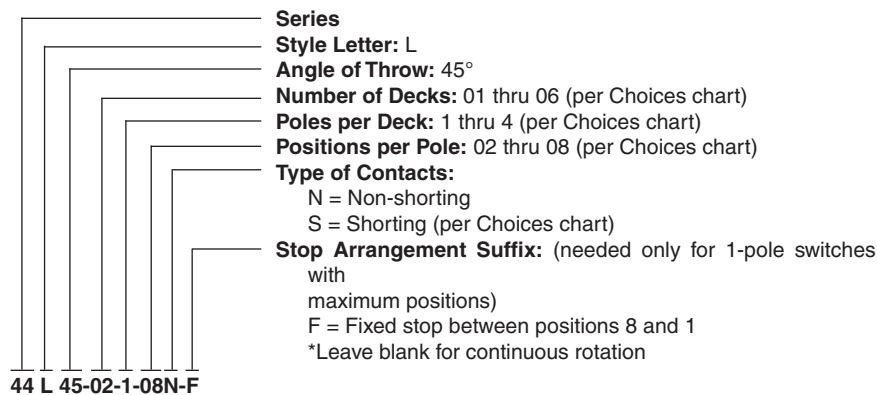 Series
Style Letter: L
Angle of Throw: 45°
Number of Decks: 01 thru 06 (per Choices chart)
Poles per Deck: 1 thru 4 (per Choices chart)
Positions per Pole: 02 thru 08 (per Choices chart)
Type of Contacts:
N = Non-shorting
S = Shorting (per Choices chart)
Stop Arrangement Suffix: (needed only for 1-pole switches
with
maximum positions)
F = Fixed stop between positions 8 and 1
*Leave blank for continuous rotation
44 L 45-02-1-08N-F